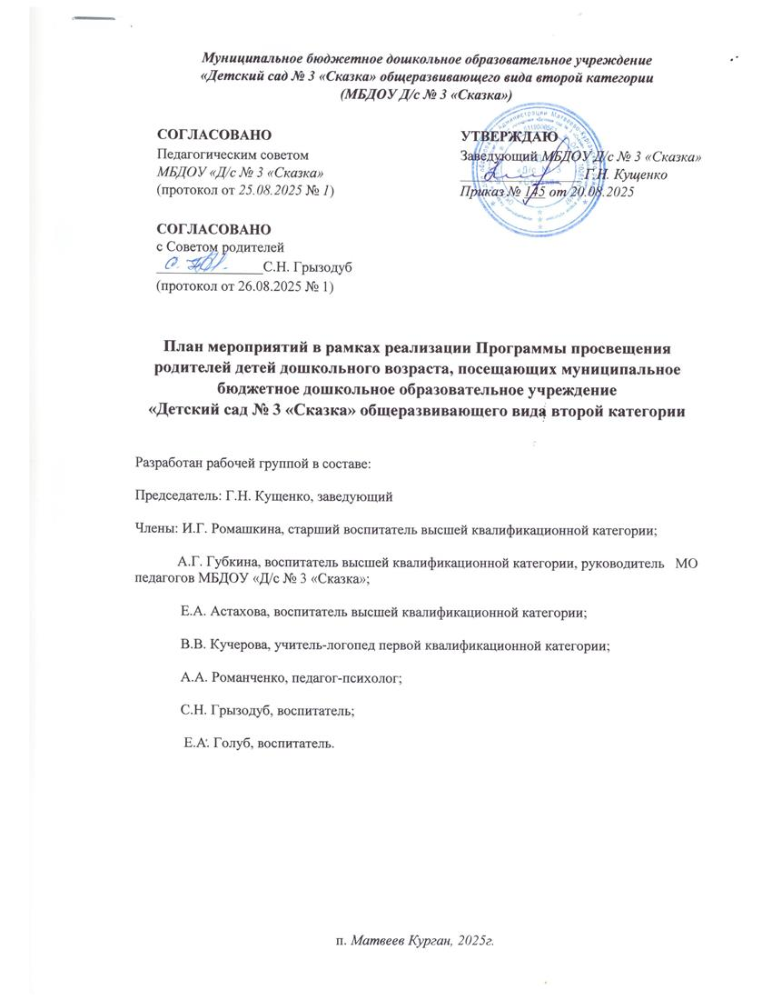 Муниципальное бюджетное дошкольное образовательное учреждение
«Детский сад № 3 «Сказка» общеразвивающего вида второй категории
(МБДОУ Д/с № 3 «Сказка»)
СОГЛАСОВАНО
Педагогическим советом
МБДОУ «Д/с № 3 «Сказка»
(протокол от 25.08.2025 № 1)
УТВЕРЖДАЮ
Заведующий МБДОУ Д/с № 3 «Сказка»
Г.Н. Кущенко
Приказ № 145 от 20.08.2025
СОГЛАСОВАНО
с Советом родителей
С.Н. Грызодуб
(протокол от 26.08.2025 № 1)
План мероприятий в рамках реализации Программы просвещения
родителей детей дошкольного возраста, посещающих муниципальное
бюджетное дошкольное образовательное учреждение
«Детский сад № 3 «Сказка» общеразвивающего вида второй категории
Разработан рабочей группой в составе:
Председатель: Г.Н. Кущенко, заведующий
Члены: И.Г. Ромашкина, старший воспитатель высшей квалификационной категории;
А.Г. Губкина, воспитатель высшей квалификационной категории, руководитель МО
педагогов МБДОУ «Д/с № 3 «Сказка»;
Е.А. Астахова, воспитатель высшей квалификационной категории;
В.В. Кучерова, учитель-логопед первой квалификационной категории;
А.А. Романченко, педагог-психолог;
С.Н. Грызодуб, воспитатель;
Е.А. Голуб, воспитатель.
п. Матвеев Курган, 2025г.